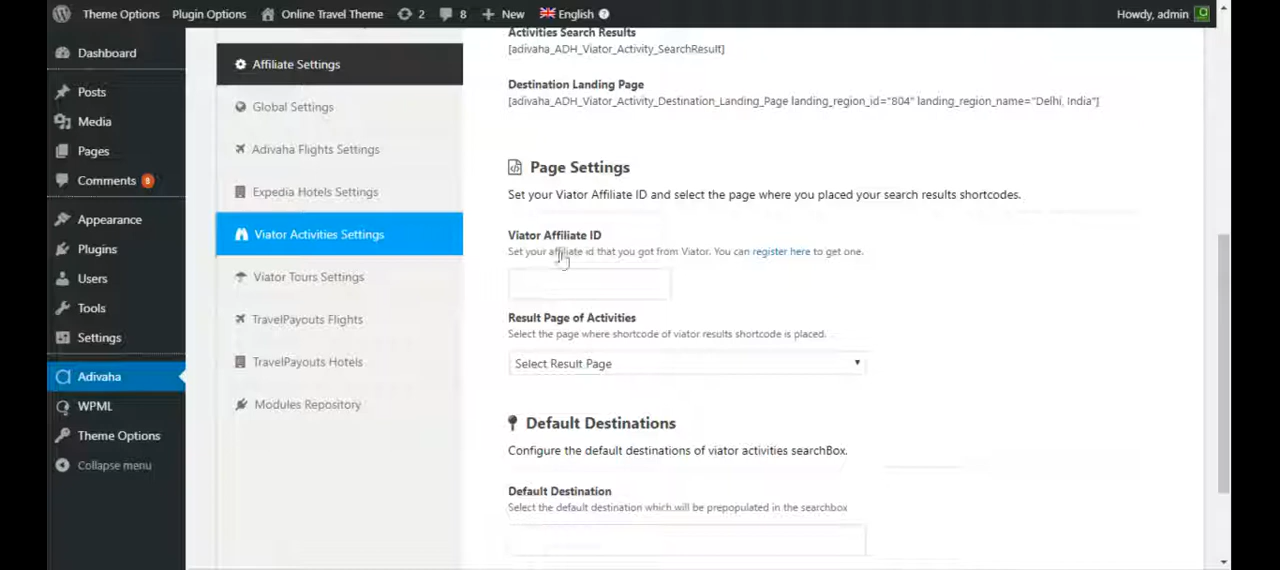 Theme Options
Plugin Options
Online Travel Theme
2
8
New
English
Howdy, admin
Dashboard
Posts
Media
Pages
Comments 8
Appearance
Plugins
Users
Tools
Settings
Adivaha
WPML
Theme Options
Collapse menu
Affiliate Settings
Global Settings
Adivaha Flights Settings
Expedia Hotels Settings
Viator Activities Settings
Viator Tours Settings
TravelPayouts Flights
TravelPayouts Hotels
Modules Repository
Activities Search Results
[adivaha_ADH_Viator_Activity_SearchResult]
Destination Landing Page
[adivaha_ADH_Viator_Activity_Destination_Landing_Page landing_region_id="804" landing_region_name="Delhi, India"]
Page Settings
Set your Viator Affiliate ID and select the page where you placed your search results shortcodes.
Viator Affiliate ID
Set your affiliate id that you got from Viator. You can register here to get one.
Result Page of Activities
Select the page where shortcode of viator results shortcode is placed.
Select Result Page
Default Destinations
Configure the default destinations of viator activities searchBox.
Default Destination
Select the default destination which will be prepopulated in the searchbox